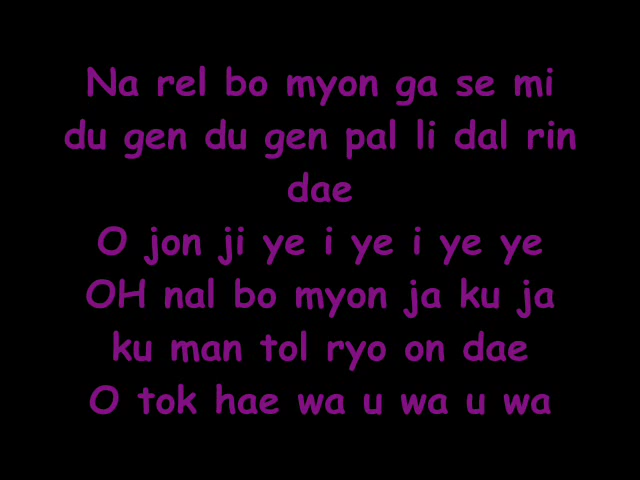 Na rel bo myon ga se mi
du gen du gen pal li dal rin
dae
O jon ji ye i ye i ye ye
OH nal bo myon ja ku ja
ku man tol ryo on dae
O tok hae wa u wa u wa